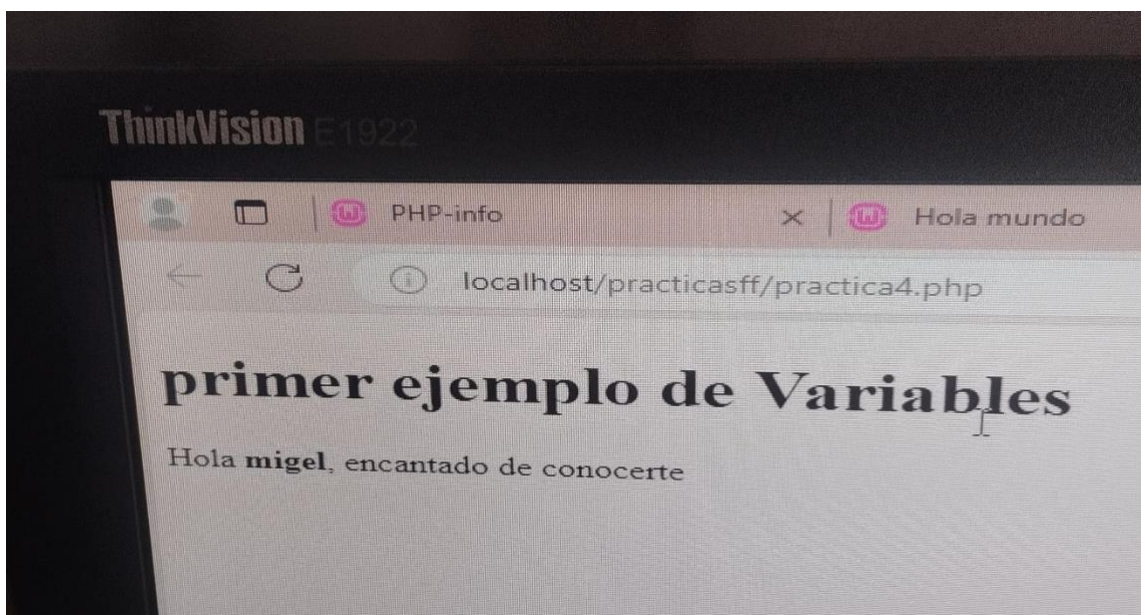 ThinkVision E1922
PHP-info × Hola mundo
localhost/practicasff/practica4.php
primer ejemplo de Variables
Hola migel, encantado de conocerte